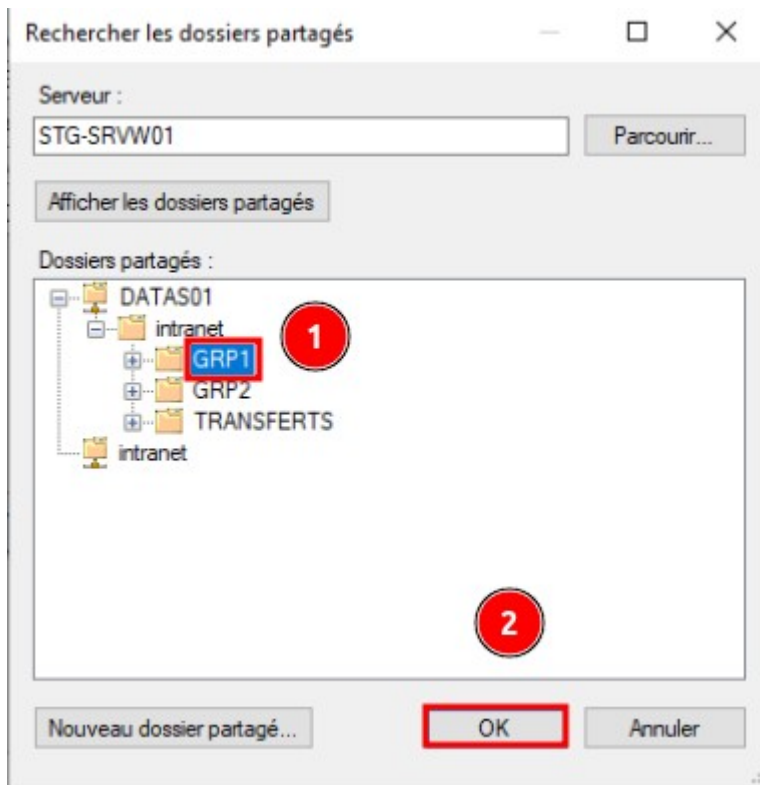 Rechercher les dossiers partagés
Serveur :
STG-SRVW01
Parcourir...
Afficher les dossiers partagés
Dossiers partagés :
DATAS01
intranet
1
GRP1
GRP2
TRANSFERTS
intranet
2
Nouveau dossier partagé... OK Annuler